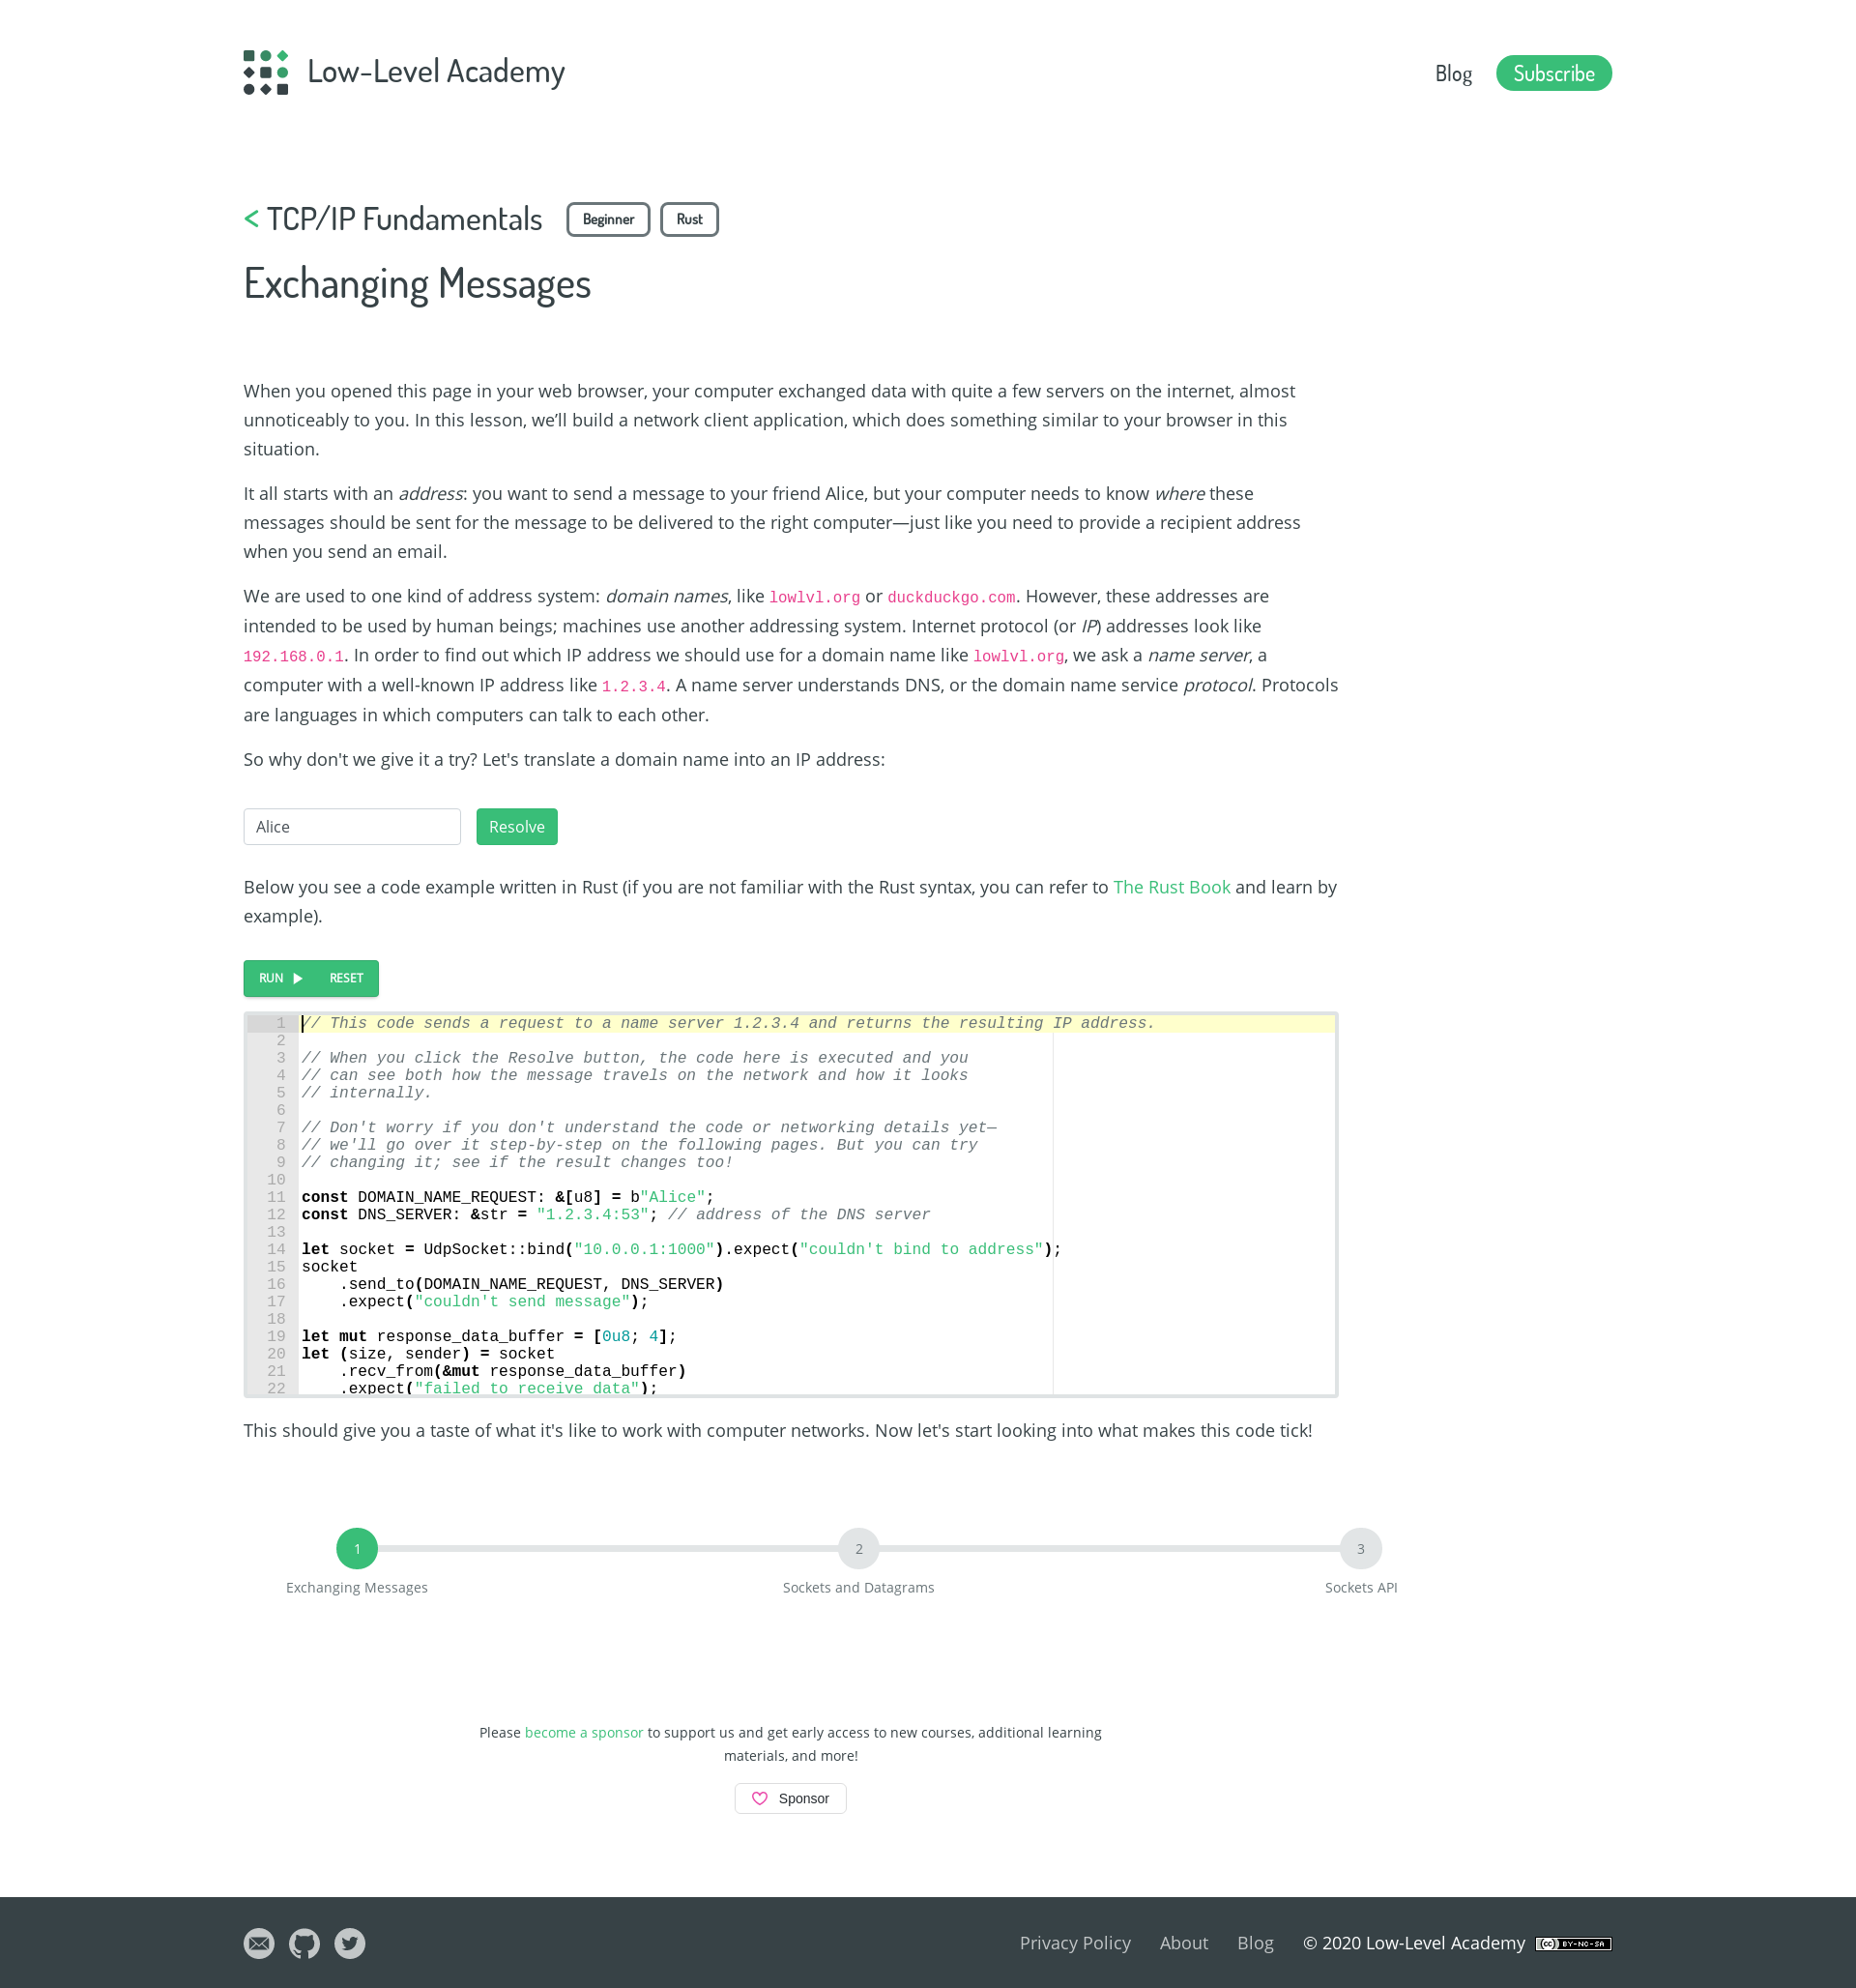 Low-Level Academy
Blog
Subscribe
< TCP/IP Fundamentals
Beginner
Rust
Exchanging Messages
When you opened this page in your web browser, your computer exchanged data with quite a few servers on the internet, almost
unnoticeably to you. In this lesson, we’ll build a network client application, which does something similar to your browser in this
situation.
It all starts with an address: you want to send a message to your friend Alice, but your computer needs to know where these
messages should be sent for the message to be delivered to the right computer—just like you need to provide a recipient address
when you send an email.
We are used to one kind of address system: domain names, like lowlvl.org or duckduckgo.com. However, these addresses are
intended to be used by human beings; machines use another addressing system. Internet protocol (or IP) addresses look like
192.168.0.1. In order to find out which IP address we should use for a domain name like lowlvl.org, we ask a name server, a
computer with a well-known IP address like 1.2.3.4. A name server understands DNS, or the domain name service protocol. Protocols
are languages in which computers can talk to each other.
So why don't we give it a try? Let's translate a domain name into an IP address:
Alice
Resolve
Below you see a code example written in Rust (if you are not familiar with the Rust syntax, you can refer to The Rust Book and learn by
example).
RUN
RESET
1 // This code sends a request to a name server 1.2.3.4 and returns the resulting IP address.
2
3 // When you click the Resolve button, the code here is executed and you
4 // can see both how the message travels on the network and how it looks
5 // internally.
6
7 // Don't worry if you don't understand the code or networking details yet—
8 // we'll go over it step-by-step on the following pages. But you can try
9 // changing it; see if the result changes too!
10
11 const DOMAIN_NAME_REQUEST: &[u8] = b"Alice";
12 const DNS_SERVER: &str = "1.2.3.4:53"; // address of the DNS server
13
14 let socket = UdpSocket::bind("10.0.0.1:1000").expect("couldn't bind to address");
15 socket
16     .send_to(DOMAIN_NAME_REQUEST, DNS_SERVER)
17     .expect("couldn't send message");
18
19 let mut response_data_buffer = [0u8; 4];
20 let (size, sender) = socket
21     .recv_from(&mut response_data_buffer)
22     .expect("failed to receive data");
This should give you a taste of what it's like to work with computer networks. Now let's start looking into what makes this code tick!
1
2
3
Exchanging Messages
Sockets and Datagrams
Sockets API
Please become a sponsor to support us and get early access to new courses, additional learning
materials, and more!
Sponsor
Privacy Policy
About
Blog
© 2020 Low-Level Academy
(cc) BY-NC-SA